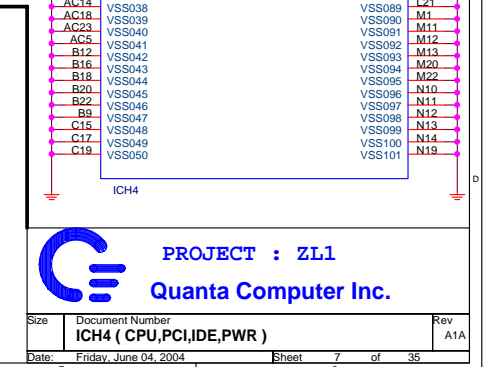 AC14 VSS038 VSS089 L21
AC18 VSS039 VSS090 M1
AC23 VSS040 VSS091 M11
AC5 VSS041 VSS092 M12
B12 VSS042 VSS093 M13
B16 VSS043 VSS094 M20
B18 VSS044 VSS095 M22
B20 VSS045 VSS096 N10
B22 VSS046 VSS097 N11
B9 VSS047 VSS098 N12
C15 VSS048 VSS099 N13
C17 VSS049 VSS100 N14
C19 VSS050 VSS101 N19
ICH4
D
PROJECT : ZL1
Quanta Computer Inc.
Size Document Number Rev
ICH4 ( CPU,PCI,IDE,PWR ) A1A
Date: Friday, June 04, 2004 Sheet 7 of 35